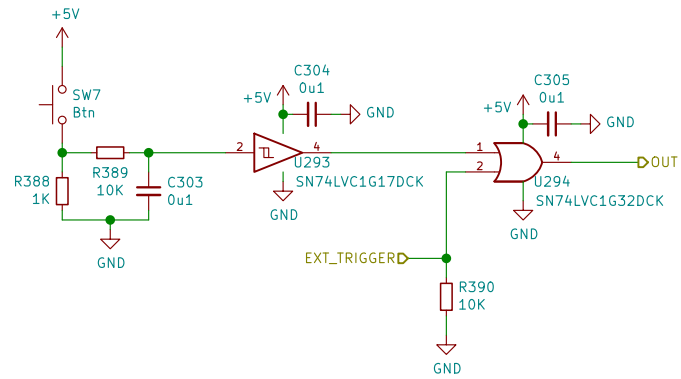 +5V
SW7
Btn
R388
1K
R389
10K
C303
0u1
GND
+5V
C304
0u1
GND
2
4
U293
SN74LVC1G17DCK
GND
+5V
C305
0u1
GND
1
2
4
U294
SN74LVC1G32DCK
GND
OUT
EXT_TRIGGER
R390
10K
GND